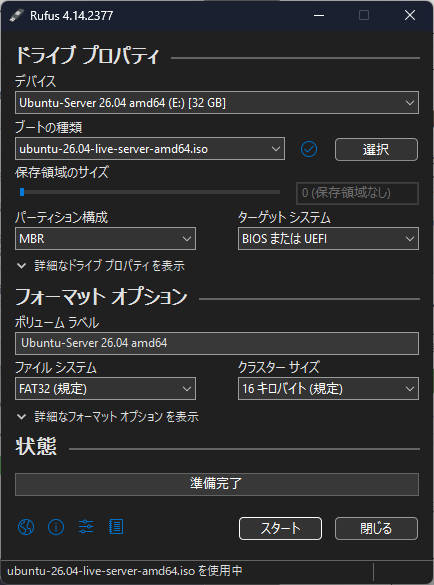 Rufus 4.14.2377
ドライブ プロパティ
デバイス
Ubuntu-Server 26.04 amd64 (E:) [32 GB]
ブートの種類
ubuntu-26.04-live-server-amd64.iso
選択
保存領域のサイズ
0 (保存領域なし)
パーティション構成
ターゲット システム
MBR
BIOS または UEFI
詳細なドライブ プロパティを表示
フォーマット オプション
ボリューム ラベル
Ubuntu-Server 26.04 amd64
ファイル システム
クラスター サイズ
FAT32 (規定)
16 キロバイト (規定)
詳細なフォーマット オプションを表示
状態
準備完了
スタート
閉じる
ubuntu-26.04-live-server-amd64.iso を使用中